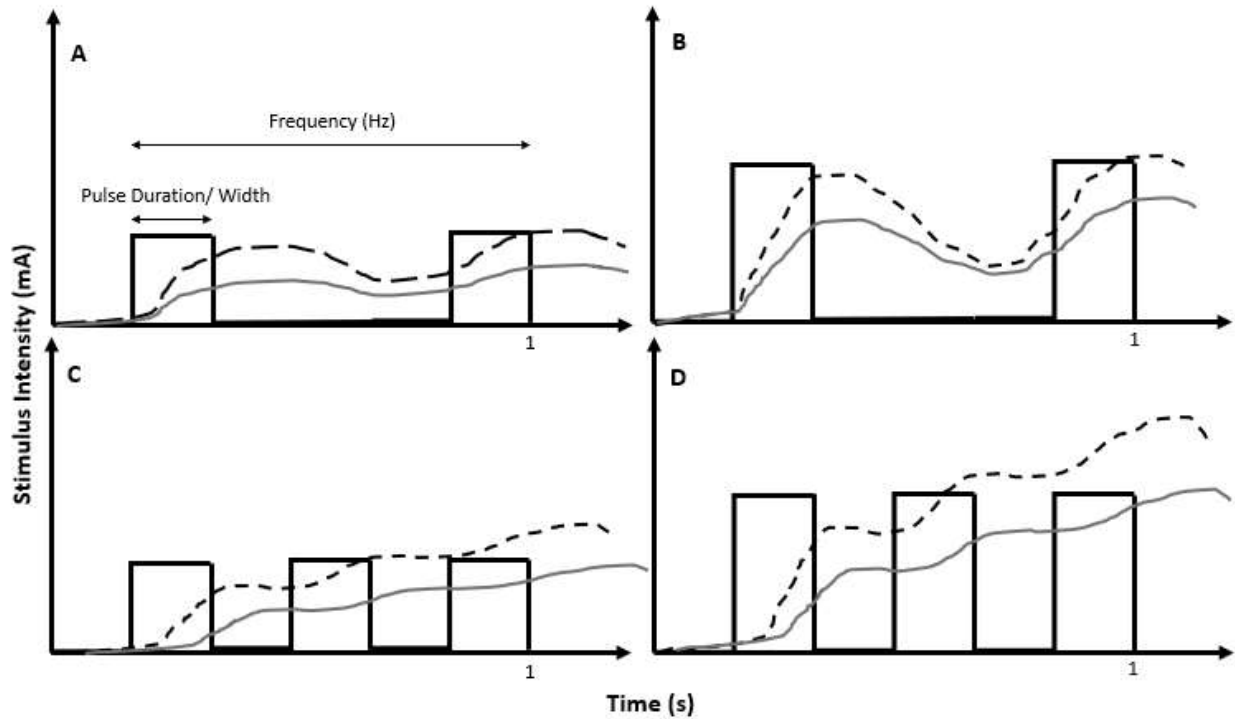 A
B
Frequency (Hz)
Pulse Duration/ Width
1
1
C
D
1
1
Stimulus Intensity (mA)
Time (s)